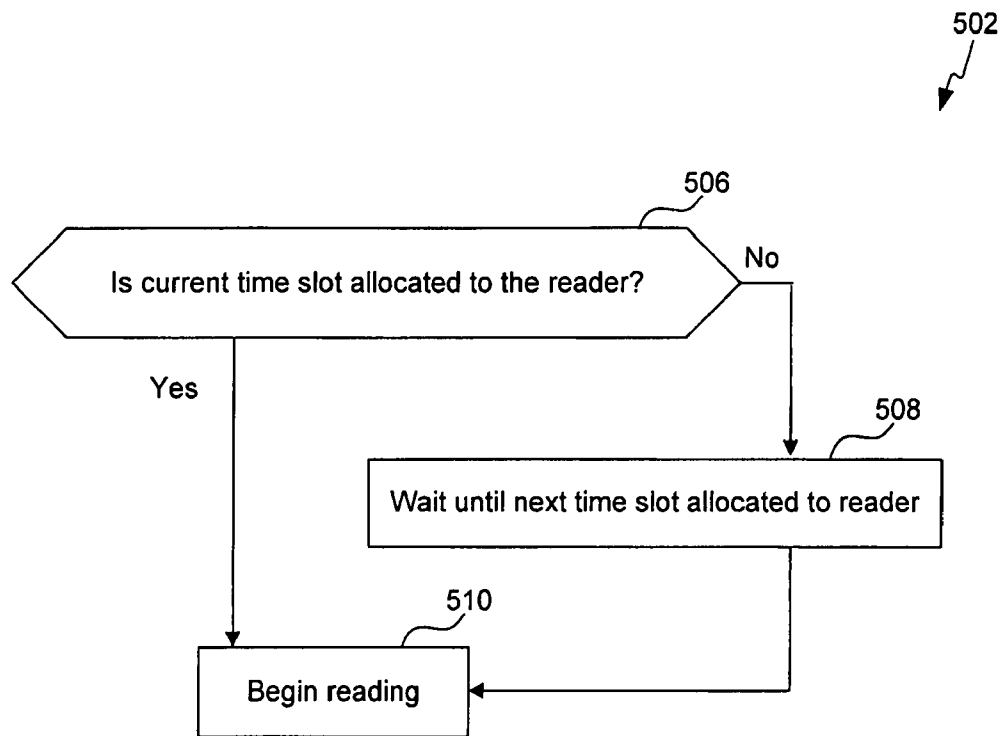 502
506
Is current time slot allocated to the reader?
No
Yes
508
Wait until next time slot allocated to reader
510
Begin reading